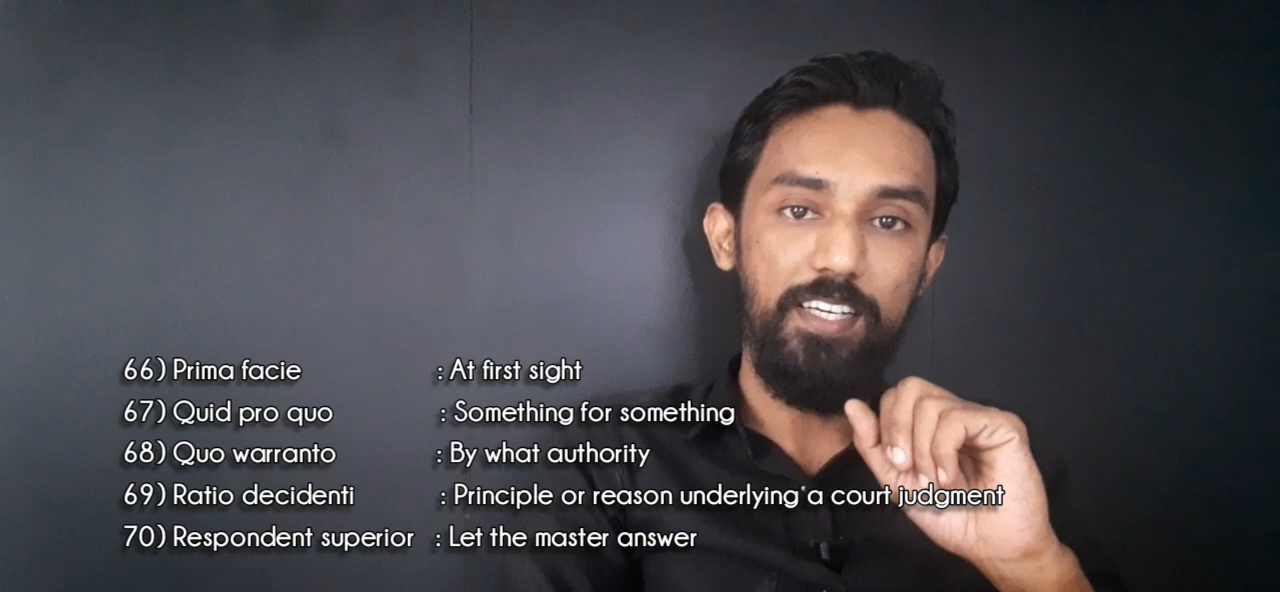 66) Prima facie : At first sight
67) Quid pro quo : Something for something
68) Quo warranto : By what authority
69) Ratio decidenti : Principle or reason underlying a court judgment
70) Respondent superior : Let the master answer